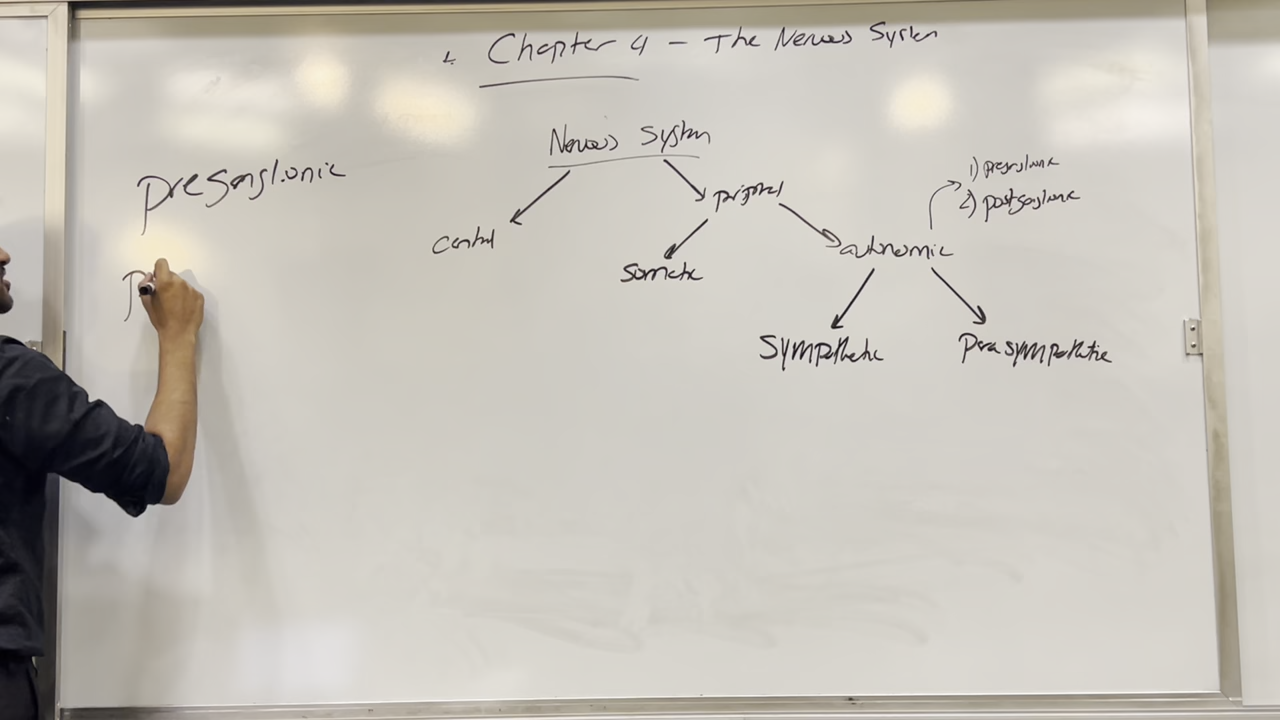 Chapter 4 - The Nervous System
Nervous System
preganglionic
1) preganglionic
2) postganglionic
peripheral
central
somatic
autonomic
Sympathetic
Parasympathetic
P